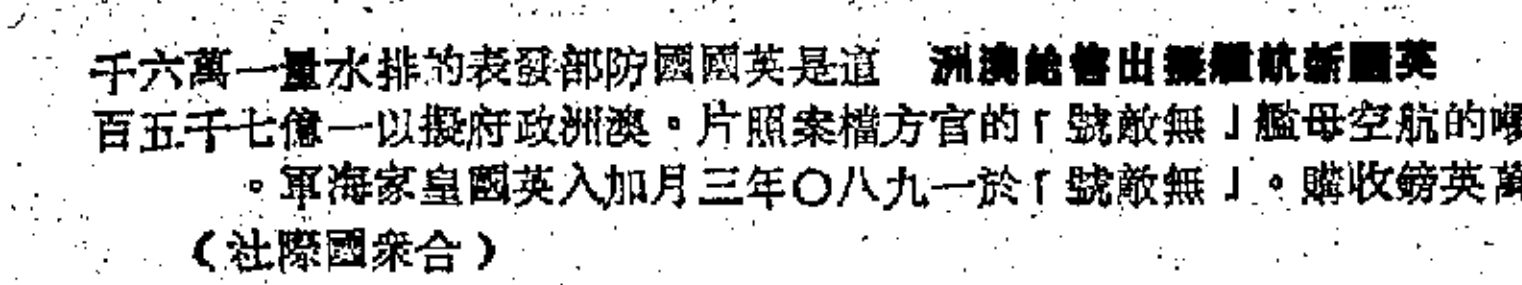 英國新航艦擬出售給澳洲　這是英國國防部發表的排水量一萬六千
噸的航空母艦「無敵號」的官方檔案照片。澳洲政府擬以一億七千五百
萬英鎊收購。「無敵號」於一九八〇年三月加入英國皇家海軍。
（合衆國際社）